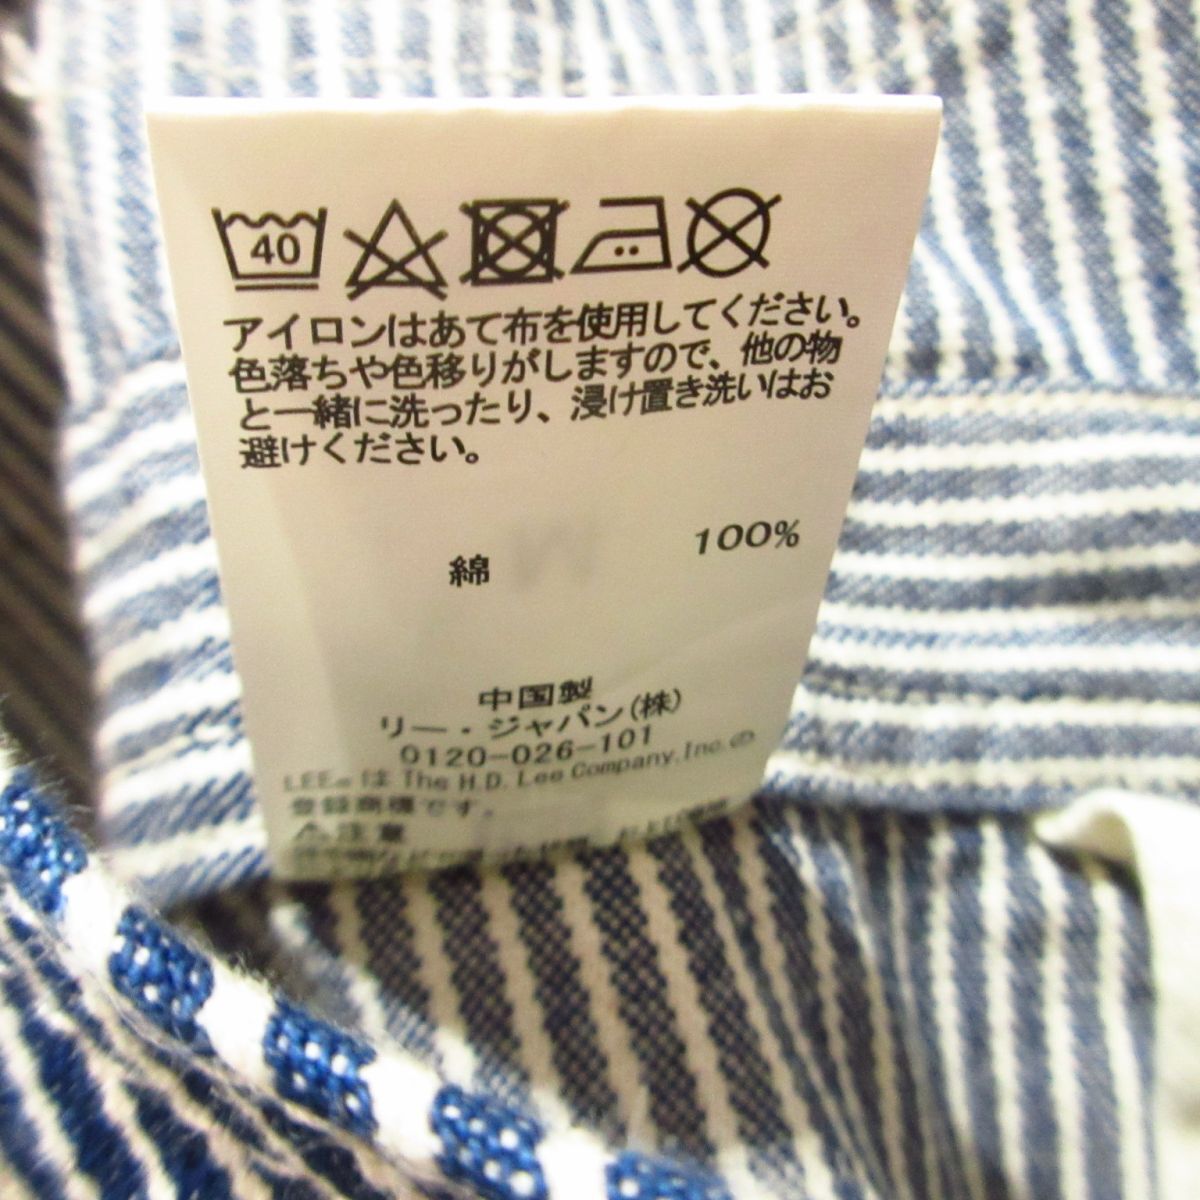 40
アイロンはあて布を使用してください。
色落ちや色移りがしますので、他の物
と一緒に洗ったり、浸け置き洗いはお
避けください。
綿 100%
中国製
リー・ジャパン(株)
0120-026-101
LEE®は The H.D. Lee Company,Inc.の
登録商標です。
⚠注意